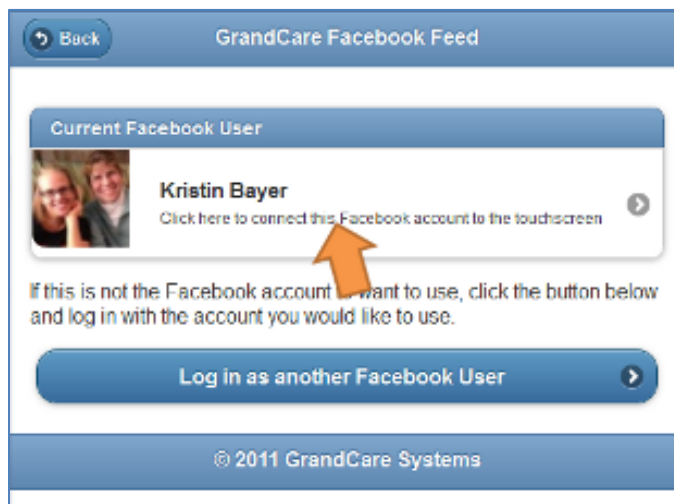 Back
GrandCare Facebook Feed
Current Facebook User
Kristin Bayer
Click here to connect this Facebook account to the touchscreen
If this is not the Facebook account want to use, click the button below
and log in with the account you would like to use.
Log in as another Facebook User
© 2011 GrandCare Systems